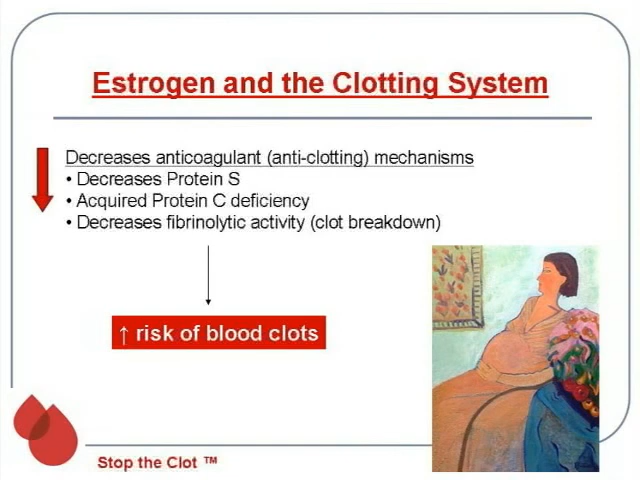 Estrogen and the Clotting System
Decreases anticoagulant (anti-clotting) mechanisms
• Decreases Protein S
• Acquired Protein C deficiency
• Decreases fibrinolytic activity (clot breakdown)
↑ risk of blood clots
Stop the Clot ™